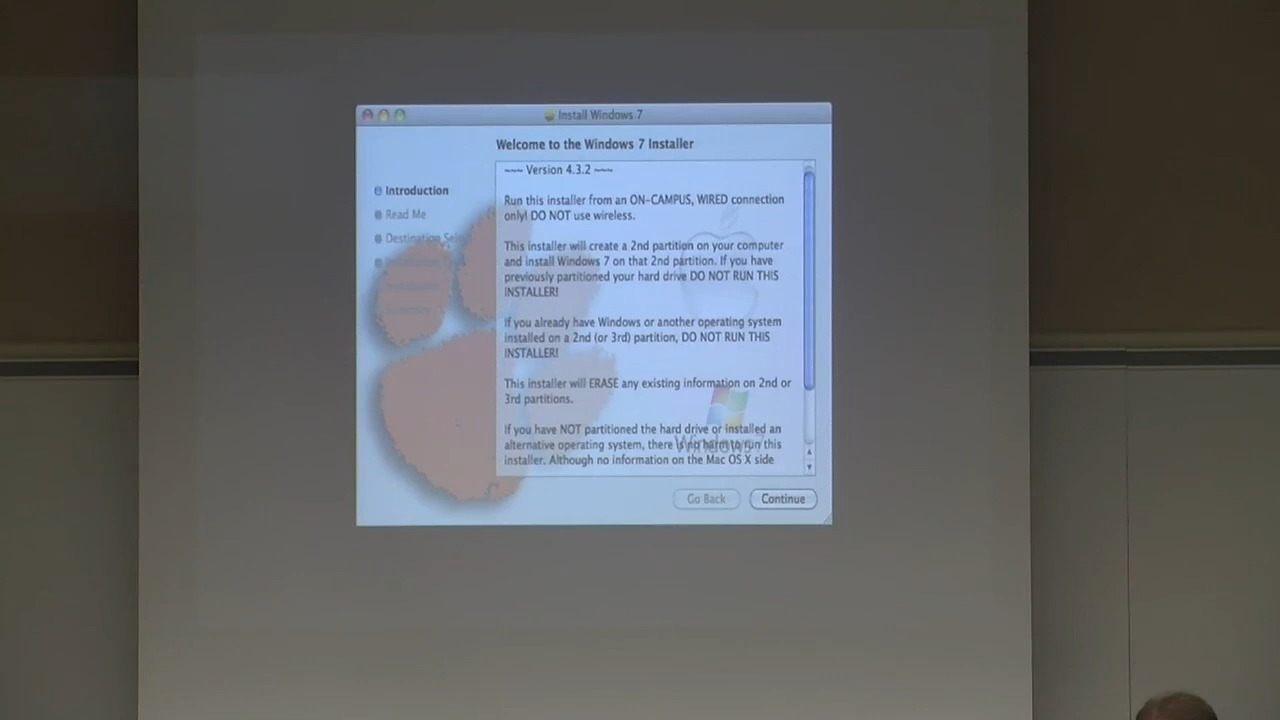 Install Windows 7
Welcome to the Windows 7 Installer
Introduction
Read Me
Destination Select
~~~ Version 4.3.2 ~~~
Run this installer from an ON-CAMPUS, WIRED connection
only! DO NOT use wireless.
This installer will create a 2nd partition on your computer
and install Windows 7 on that 2nd partition. If you have
previously partitioned your hard drive DO NOT RUN THIS
INSTALLER!
If you already have Windows or another operating system
installed on a 2nd (or 3rd) partition, DO NOT RUN THIS
INSTALLER!
This installer will ERASE any existing information on 2nd or
3rd partitions.
If you have NOT partitioned the hard drive or installed an
alternative operating system, there is no harm to run this
installer. Although no information on the Mac OS X side
Windows 7
Go Back
Continue